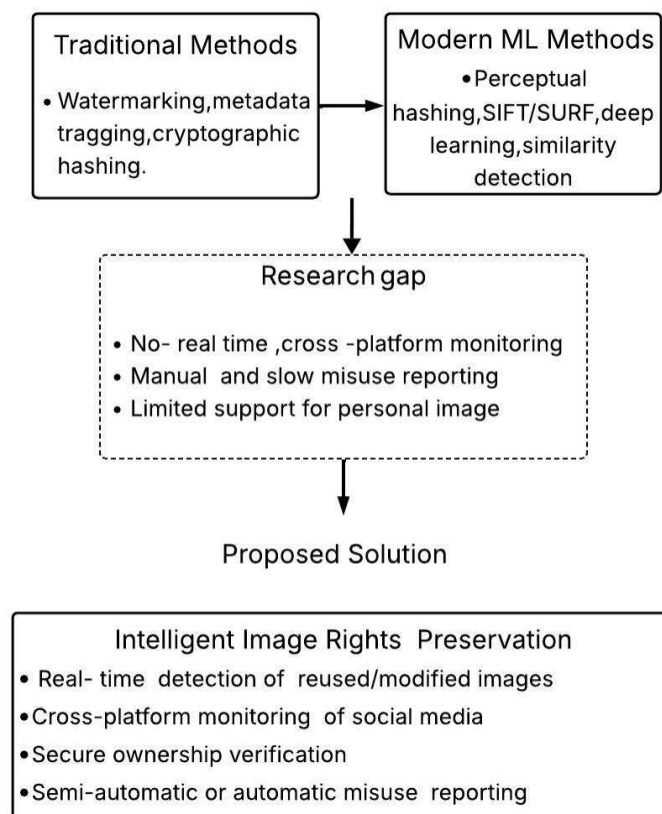 Traditional Methods
• Watermarking,metadata
tragging,cryptographic
hashing.
Modern ML Methods
•Perceptual
hashing,SIFT/SURF,deep
learning,similarity
detection
Research gap
• No- real time ,cross -platform monitoring
• Manual and slow misuse reporting
• Limited support for personal image
Proposed Solution
Intelligent Image Rights Preservation
• Real- time detection of reused/modified images
•Cross-platform monitoring of social media
•Secure ownership verification
•Semi-automatic or automatic misuse reporting